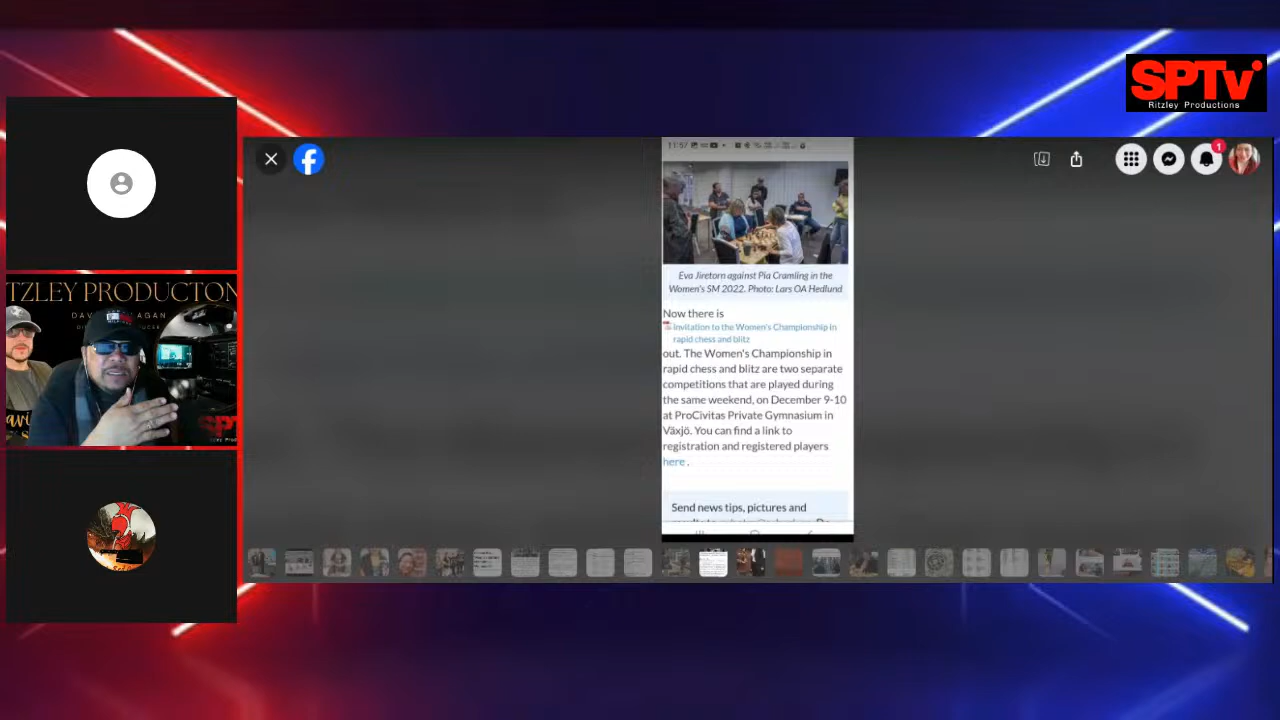 SPTv
Ritzley Productions
TZLEY PRODUCTON
11:57
Eva Jiretorn against Pia Cramling in the
Women's SM 2022. Photo: Lars OA Hedlund
Now there is
invitation to the Women's Championship in
rapid chess and blitz
out. The Women's Championship in
rapid chess and blitz are two separate
competitions that are played during
the same weekend, on December 9-10
at ProCivitas Private Gymnasium in
Växjö. You can find a link to
registration and registered players
here .
Send news tips, pictures and
1